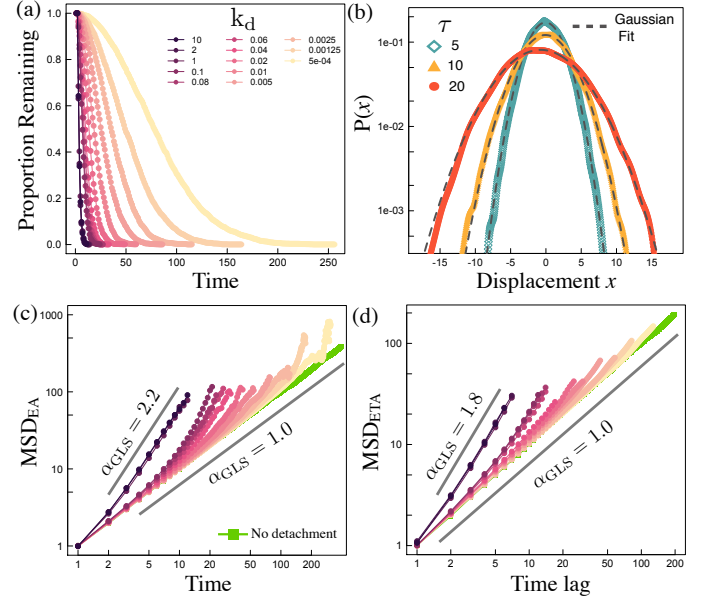 (a)
k_d
10
2
1
0.1
0.08
0.06
0.04
0.02
0.01
0.005
0.0025
0.00125
5e-04
Proportion Remaining
1.0
0.8
0.6
0.4
0.2
0.0
0 50 100 150 200 250
Time
(b)
τ
5
10
20
Gaussian
Fit
P(x)
1e-01
1e-02
1e-03
-15 -10 -5 0 5 10 15
Displacement x
(c)
MSD_EA
1000
100
10
1
α_GLS = 2.2
α_GLS = 1.0
No detachment
1 2 5 10 20 50 100 200
Time
(d)
MSD_ETA
100
10
1
α_GLS = 1.8
α_GLS = 1.0
1 2 5 10 20 50 100 200
Time lag